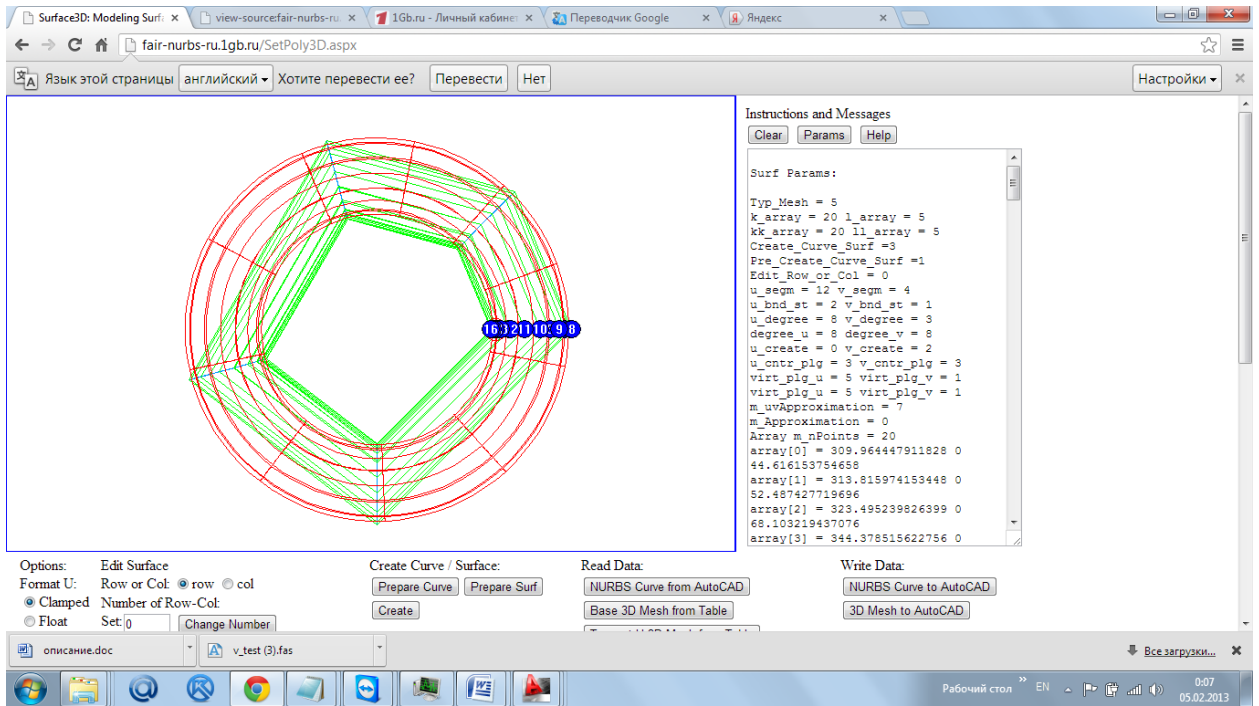 Surface3D: Modeling Surfa
view-source:fair-nurbs-ru.
1Gb.ru - Личный кабинет
Переводчик Google
Яндекс
fair-nurbs-ru.1gb.ru/SetPoly3D.aspx
Язык этой страницы английский Хотите перевести ее? Перевести Нет Настройки
Instructions and Messages
Clear Params Help
Surf Params:
Typ_Mesh = 5
k_array = 20 l_array = 5
kk_array = 20 ll_array = 5
Create_Curve_Surf =3
Pre_Create_Curve_Surf =1
Edit_Row_or_Col = 0
u_segm = 12 v_segm = 4
u_bnd_st = 2 v_bnd_st = 1
u_degree = 8 v_degree = 3
degree_u = 8 degree_v = 8
u_create = 0 v_create = 2
u_cntr_plg = 3 v_cntr_plg = 3
virt_plg_u = 5 virt_plg_v = 1
virt_plg_u = 5 virt_plg_v = 1
m_uvApproximation = 7
m_Approximation = 0
Array m_nPoints = 20
array[0] = 309.964447911828 0
44.616153754658
array[1] = 313.815974153448 0
52.487427719696
array[2] = 323.495239826399 0
68.103219437076
array[3] = 344.378515622756 0
16 3 2 11 10 9 8
Options: Edit Surface Create Curve / Surface: Read Data: Write Data:
Format U: Row or Col: row col Prepare Curve Prepare Surf NURBS Curve from AutoCAD NURBS Curve to AutoCAD
Clamped Number of Row-Col: Create Base 3D Mesh from Table 3D Mesh to AutoCAD
Float Set: 0 Change Number
описание.doc v_test (3).fas Все загрузки...
Рабочий стол EN 0:07
05.02.2013